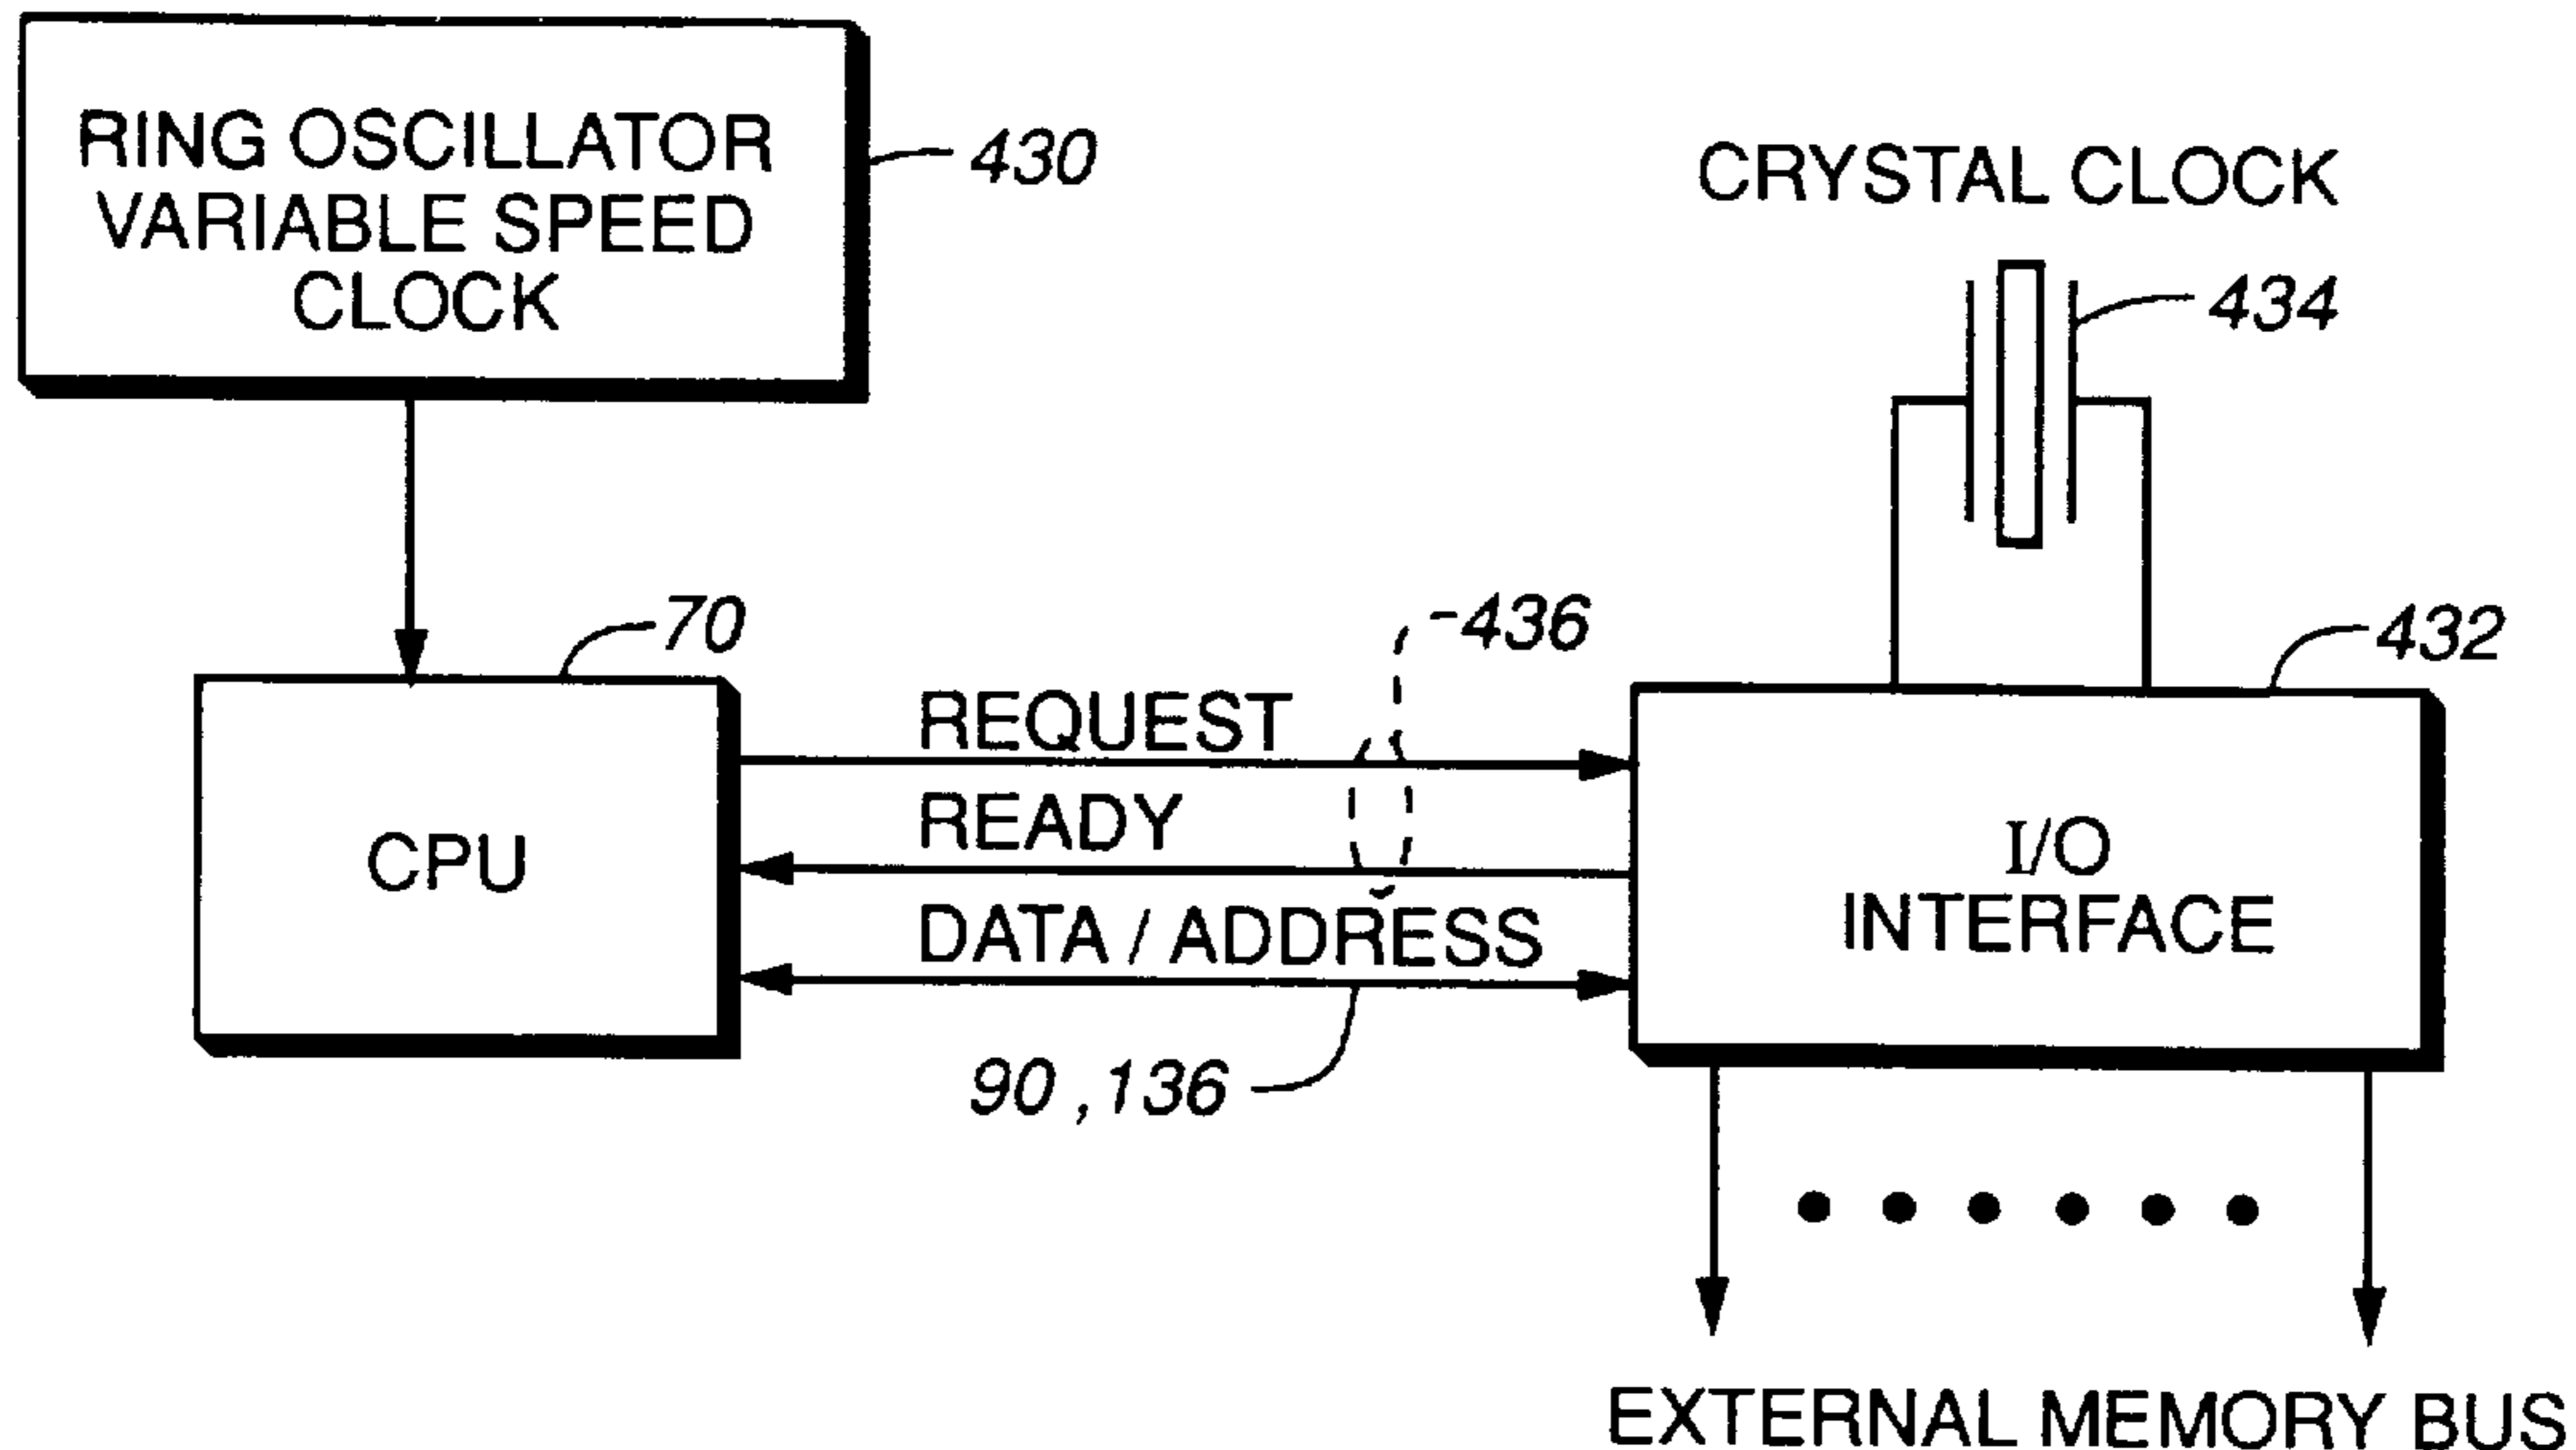 RING OSCILLATOR
VARIABLE SPEED
CLOCK
430
CRYSTAL CLOCK
434
70
436
432
REQUEST
READY
DATA / ADDRESS
CPU
I/O
INTERFACE
90 , 136
EXTERNAL MEMORY BUS